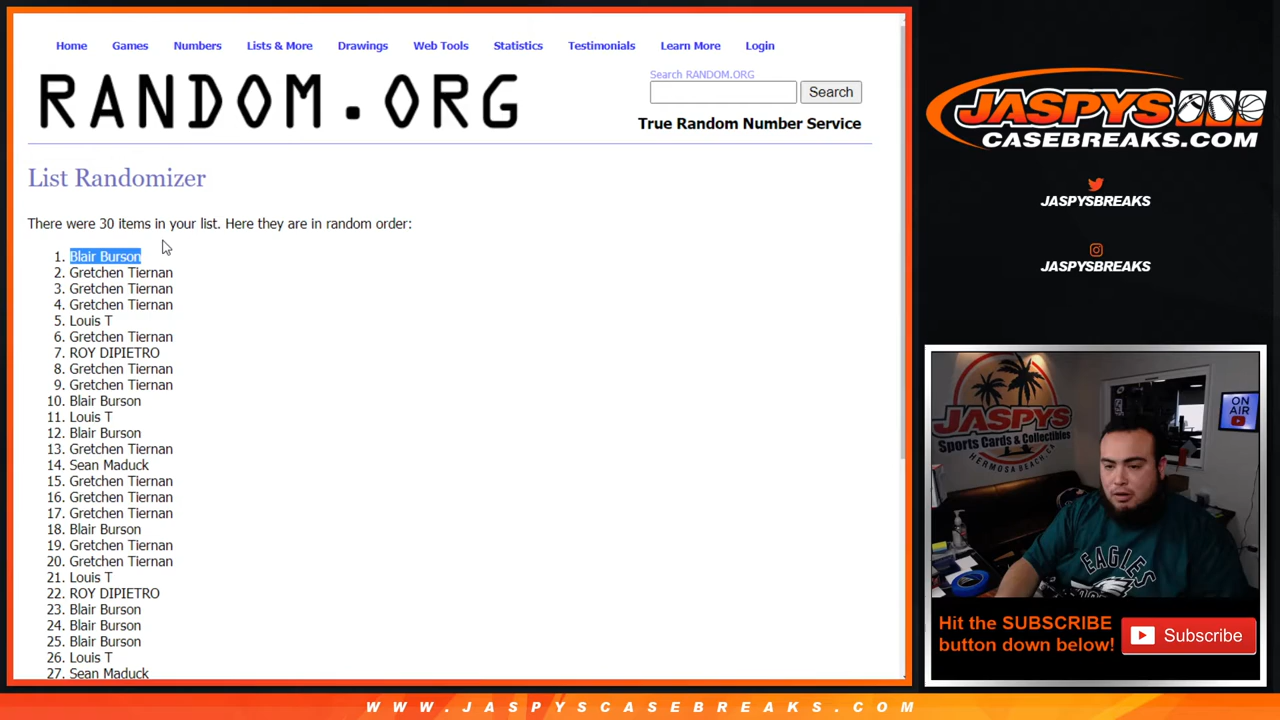 Home Games Numbers Lists & More Drawings Web Tools Statistics Testimonials Learn More Login
RANDOM.ORG
Search RANDOM.ORG
Search
True Random Number Service
List Randomizer
There were 30 items in your list. Here they are in random order:
1. Blair Burson
2. Gretchen Tiernan
3. Gretchen Tiernan
4. Gretchen Tiernan
5. Louis T
6. Gretchen Tiernan
7. ROY DIPIETRO
8. Gretchen Tiernan
9. Gretchen Tiernan
10. Blair Burson
11. Louis T
12. Blair Burson
13. Gretchen Tiernan
14. Sean Maduck
15. Gretchen Tiernan
16. Gretchen Tiernan
17. Gretchen Tiernan
18. Blair Burson
19. Gretchen Tiernan
20. Gretchen Tiernan
21. Louis T
22. ROY DIPIETRO
23. Blair Burson
24. Blair Burson
25. Blair Burson
26. Louis T
27. Sean Maduck
JASPYS
CASEBREAKS.COM
JASPYSBREAKS
JASPYSBREAKS
JASPYS
Sports Cards & Collectibles
HERMOSA BEACH, CA
ON AIR
EAGLES
Hit the SUBSCRIBE
button down below!
Subscribe
WWW.JASPYSCASEBREAKS.COM